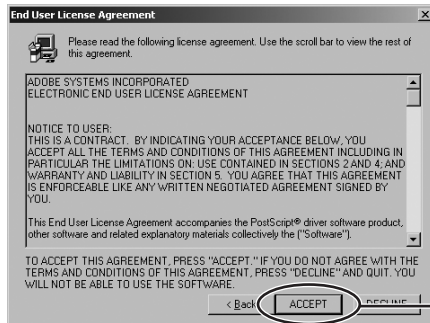 End User License Agreement
Please read the following license agreement. Use the scroll bar to view the rest of
this agreement.
ADOBE SYSTEMS INCORPORATED
ELECTRONIC END USER LICENSE AGREEMENT
NOTICE TO USER:
THIS IS A CONTRACT. BY INDICATING YOUR ACCEPTANCE BELOW, YOU
ACCEPT ALL THE TERMS AND CONDITIONS OF THIS AGREEMENT INCLUDING IN
PARTICULAR THE LIMITATIONS ON: USE CONTAINED IN SECTIONS 2 AND 4; AND
WARRANTY AND LIABILITY IN SECTION 5. YOU AGREE THAT THIS AGREEMENT
IS ENFORCEABLE LIKE ANY WRITTEN NEGOTIATED AGREEMENT SIGNED BY
YOU.
This End User License Agreement accompanies the PostScript® driver software product,
other software and related explanatory materials collectively the ("Software").
TO ACCEPT THIS AGREEMENT, PRESS "ACCEPT." IF YOU DO NOT AGREE WITH THE
TERMS AND CONDITIONS OF THIS AGREEMENT, PRESS "DECLINE" AND QUIT. YOU
WILL NOT BE ABLE TO USE THE SOFTWARE.
< Back ACCEPT DECLINE